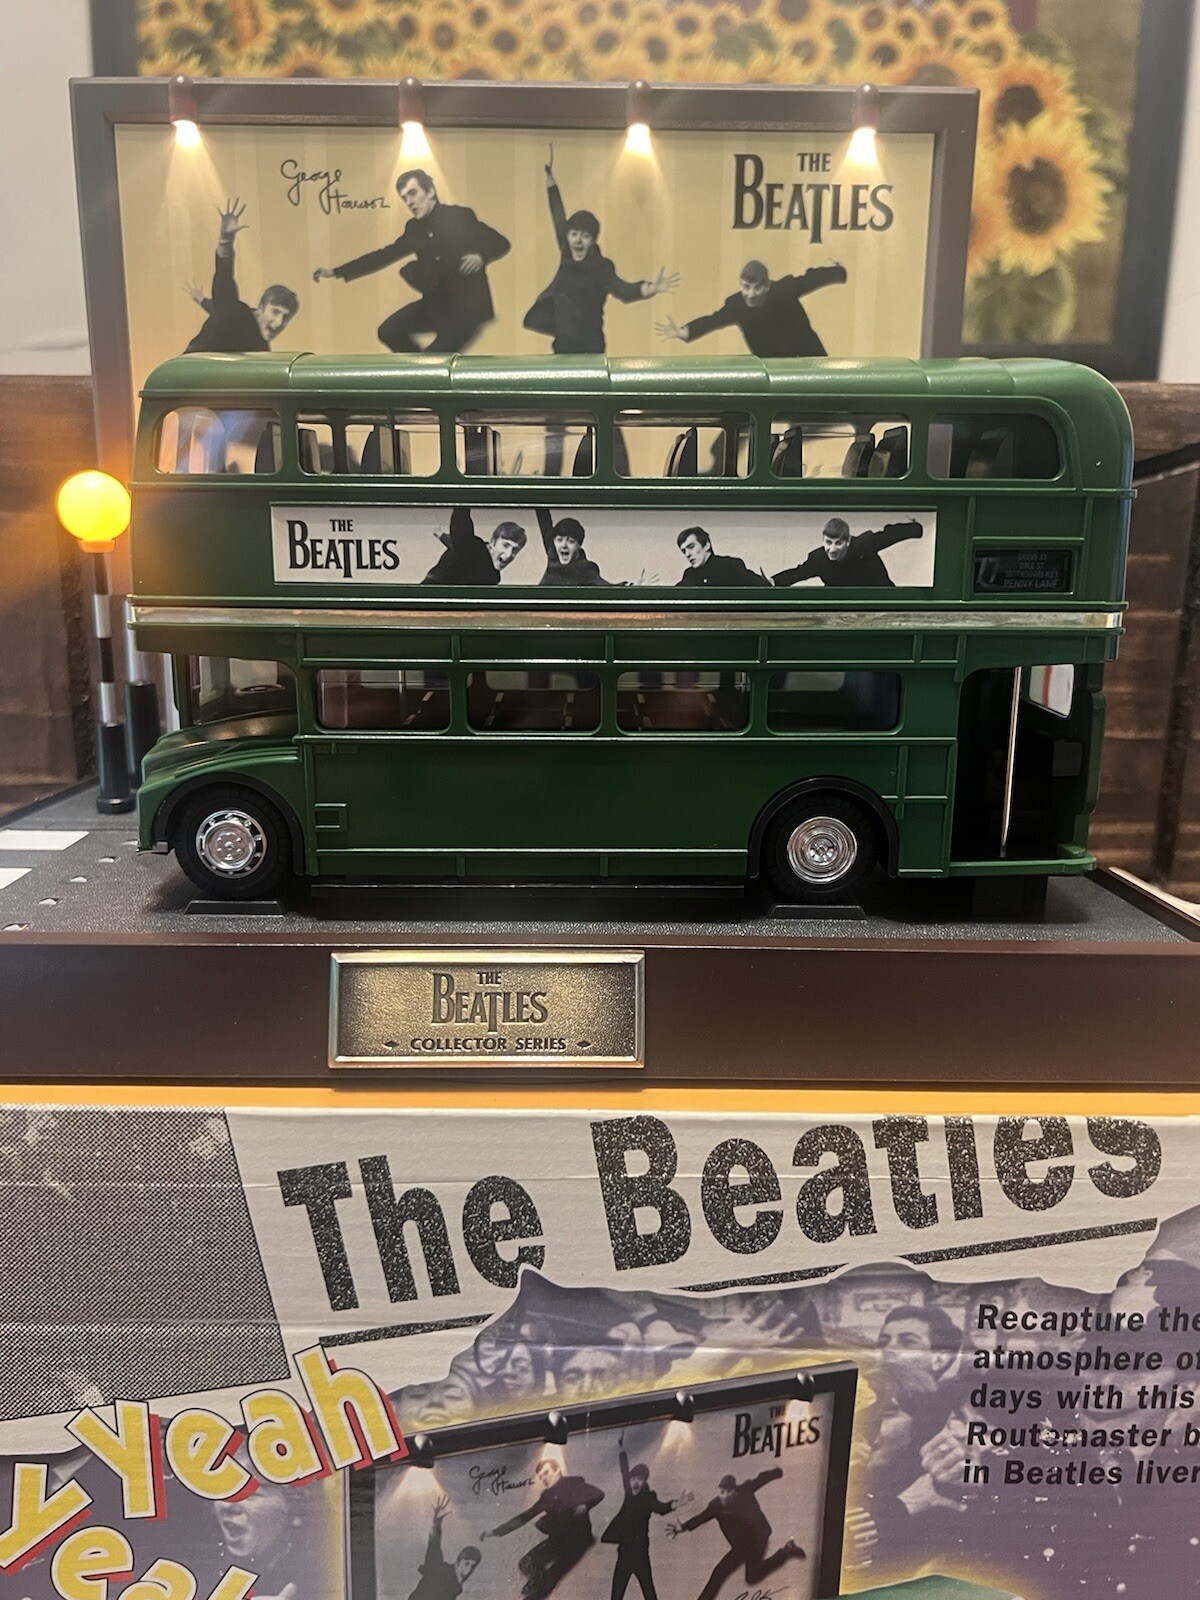 George
Harrison
THE
BEATLES
THE
BEATLES
PENNY LANE
THE
BEATLES
COLLECTOR SERIES
The Beatles
Recapture the
atmosphere of
days with this
Routemaster b
in Beatles liver
Yeah
Yeah
THE
BEATLES
George
Harrison